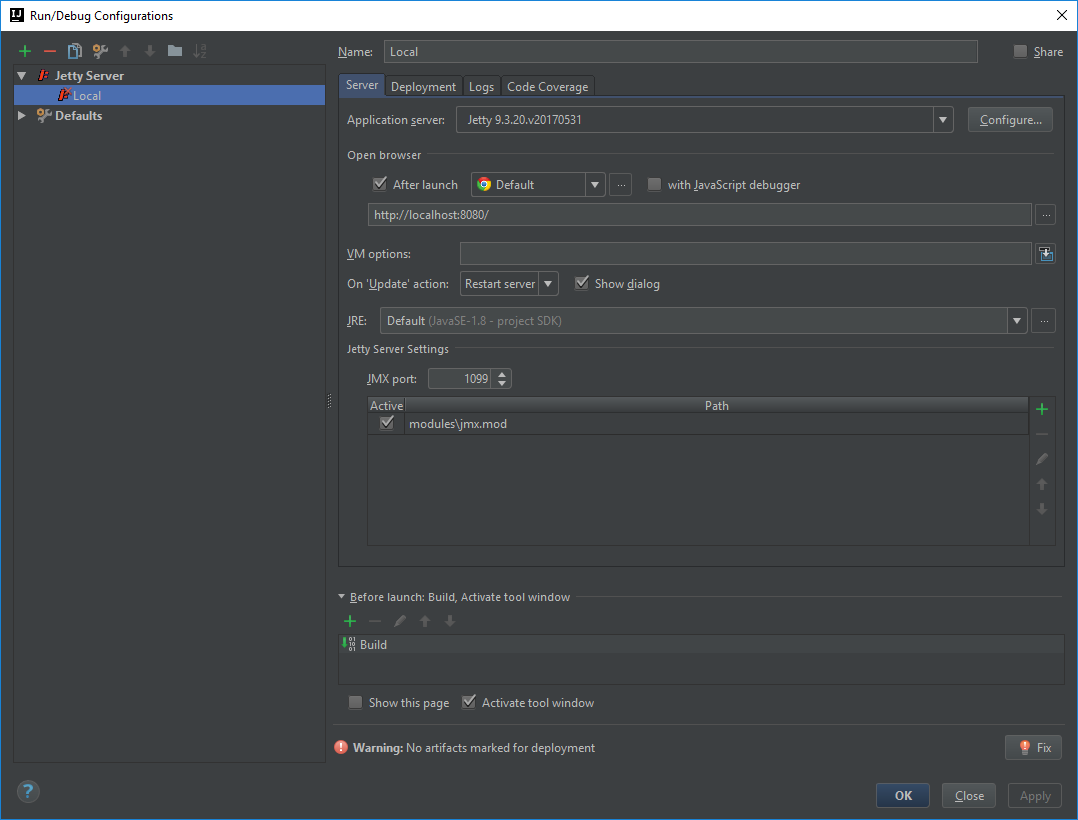 Run/Debug Configurations
Name: Local Share
Jetty Server
Local
Defaults
Server Deployment Logs Code Coverage
Application server: Jetty 9.3.20.v20170531 Configure...
Open browser
After launch Default ... with JavaScript debugger
http://localhost:8080/ ...
VM options:
On 'Update' action: Restart server Show dialog
JRE: Default (JavaSE-1.8 - project SDK) ...
Jetty Server Settings
JMX port: 1099
Active Path
modules\jmx.mod
Before launch: Build, Activate tool window
Build
Show this page Activate tool window
Warning: No artifacts marked for deployment Fix
? OK Close Apply